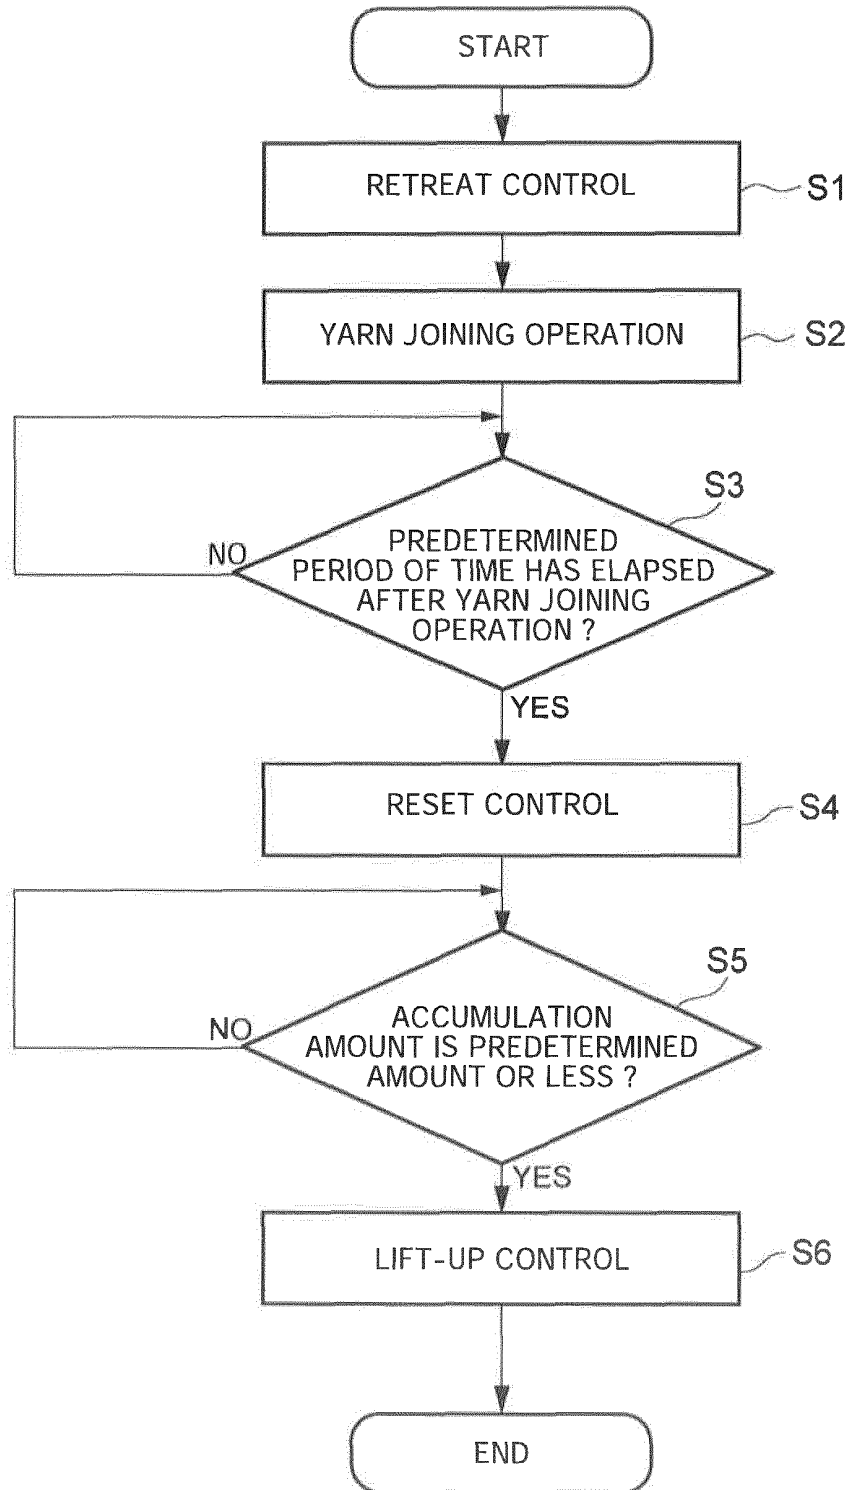 START
RETREAT CONTROL
S1
YARN JOINING OPERATION
S2
S3
NO
PREDETERMINED
PERIOD OF TIME HAS ELAPSED
AFTER YARN JOINING
OPERATION ?
YES
RESET CONTROL
S4
S5
NO
ACCUMULATION
AMOUNT IS PREDETERMINED
AMOUNT OR LESS ?
YES
LIFT-UP CONTROL
S6
END